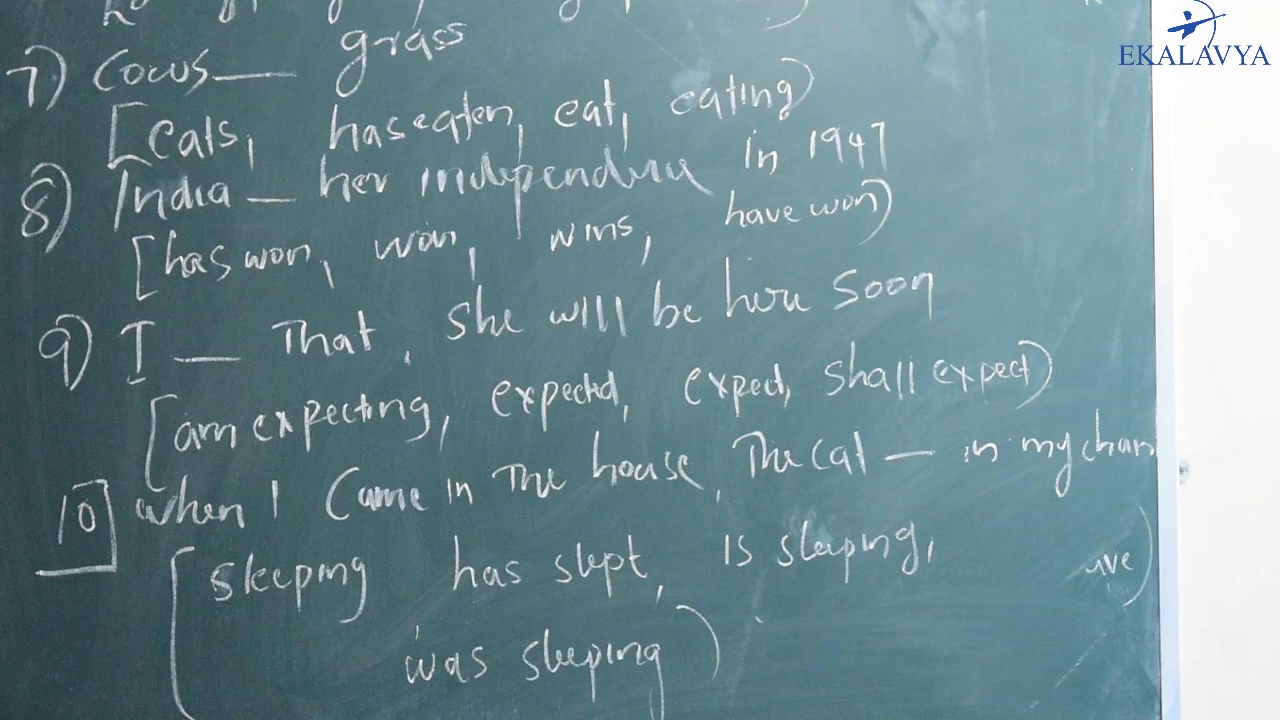 EKALAVYA
7) Cows — grass
[eats, has eaten, eat, eating)
8) India — her independence in 1947
[has won, won, wins, have won)
9) I — That, she will be here soon
[am expecting, expected, expect, shall expect)
10 when I came in The house, The cat — in my
[sleeping has slept, is sleeping,
was sleeping)